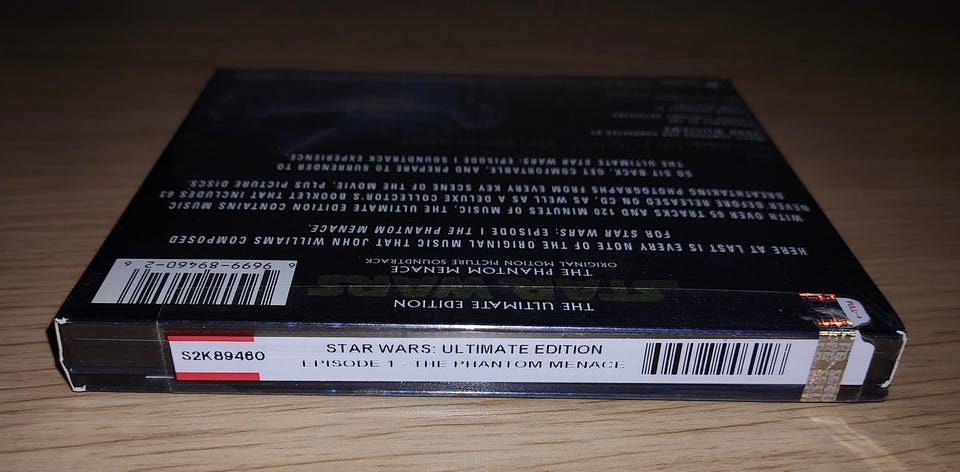 S2K89460
STAR WARS: ULTIMATE EDITION
EPISODE 1 - THE PHANTOM MENACE
THE ULTIMATE EDITION
STAR WARS
THE PHANTOM MENACE
ORIGINAL MOTION PICTURE SOUNDTRACK
HERE AT LAST IS EVERY NOTE OF THE ORIGINAL MUSIC THAT JOHN WILLIAMS COMPOSED
FOR STAR WARS: EPISODE I THE PHANTOM MENACE.
WITH OVER 65 TRACKS AND 120 MINUTES OF MUSIC, THE ULTIMATE EDITION CONTAINS MUSIC
NEVER BEFORE RELEASED ON CD, AS WELL AS A DELUXE COLLECTOR'S BOOKLET THAT INCLUDES 63
BREATHTAKING PHOTOGRAPHS FROM EVERY KEY SCENE OF THE MOVIE, PLUS PICTURE DISCS.
SO SIT BACK, GET COMFORTABLE, AND PREPARE TO SURRENDER TO
THE ULTIMATE STAR WARS: EPISODE I SOUNDTRACK EXPERIENCE.
9699-89460-2